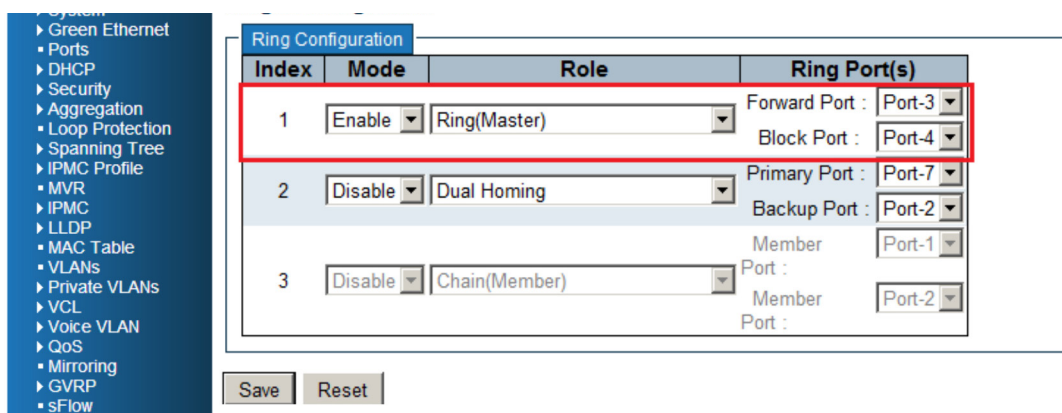 Green Ethernet
Ports
DHCP
Security
Aggregation
Loop Protection
Spanning Tree
IPMC Profile
MVR
IPMC
LLDP
MAC Table
VLANs
Private VLANs
VCL
Voice VLAN
QoS
Mirroring
GVRP
sFlow
Ring Configuration
Index Mode Role Ring Port(s)
1 Enable Ring(Master) Forward Port : Port-3
Block Port : Port-4
2 Disable Dual Homing Primary Port : Port-7
Backup Port : Port-2
3 Disable Chain(Member) Member Port : Port-1
Member Port : Port-2
Save Reset